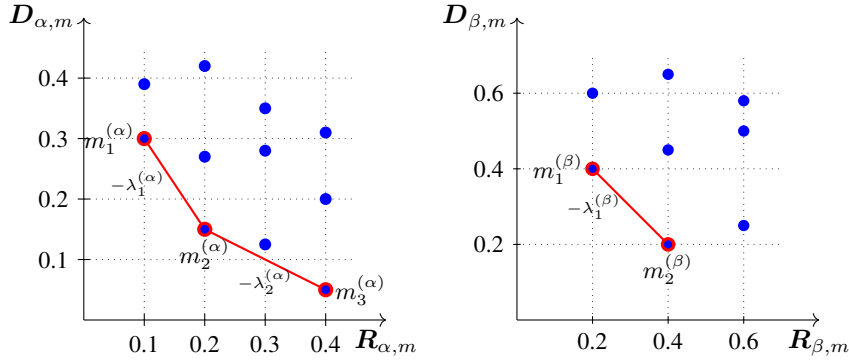 D_{α,m}
0.4
0.3
0.2
0.1
m_1^{(α)}
−λ_1^{(α)}
m_2^{(α)}
−λ_2^{(α)}
m_3^{(α)}
0.1 0.2 0.3 0.4 R_{α,m}
D_{β,m}
0.6
0.4
0.2
m_1^{(β)}
−λ_1^{(β)}
m_2^{(β)}
0.2 0.4 0.6 R_{β,m}